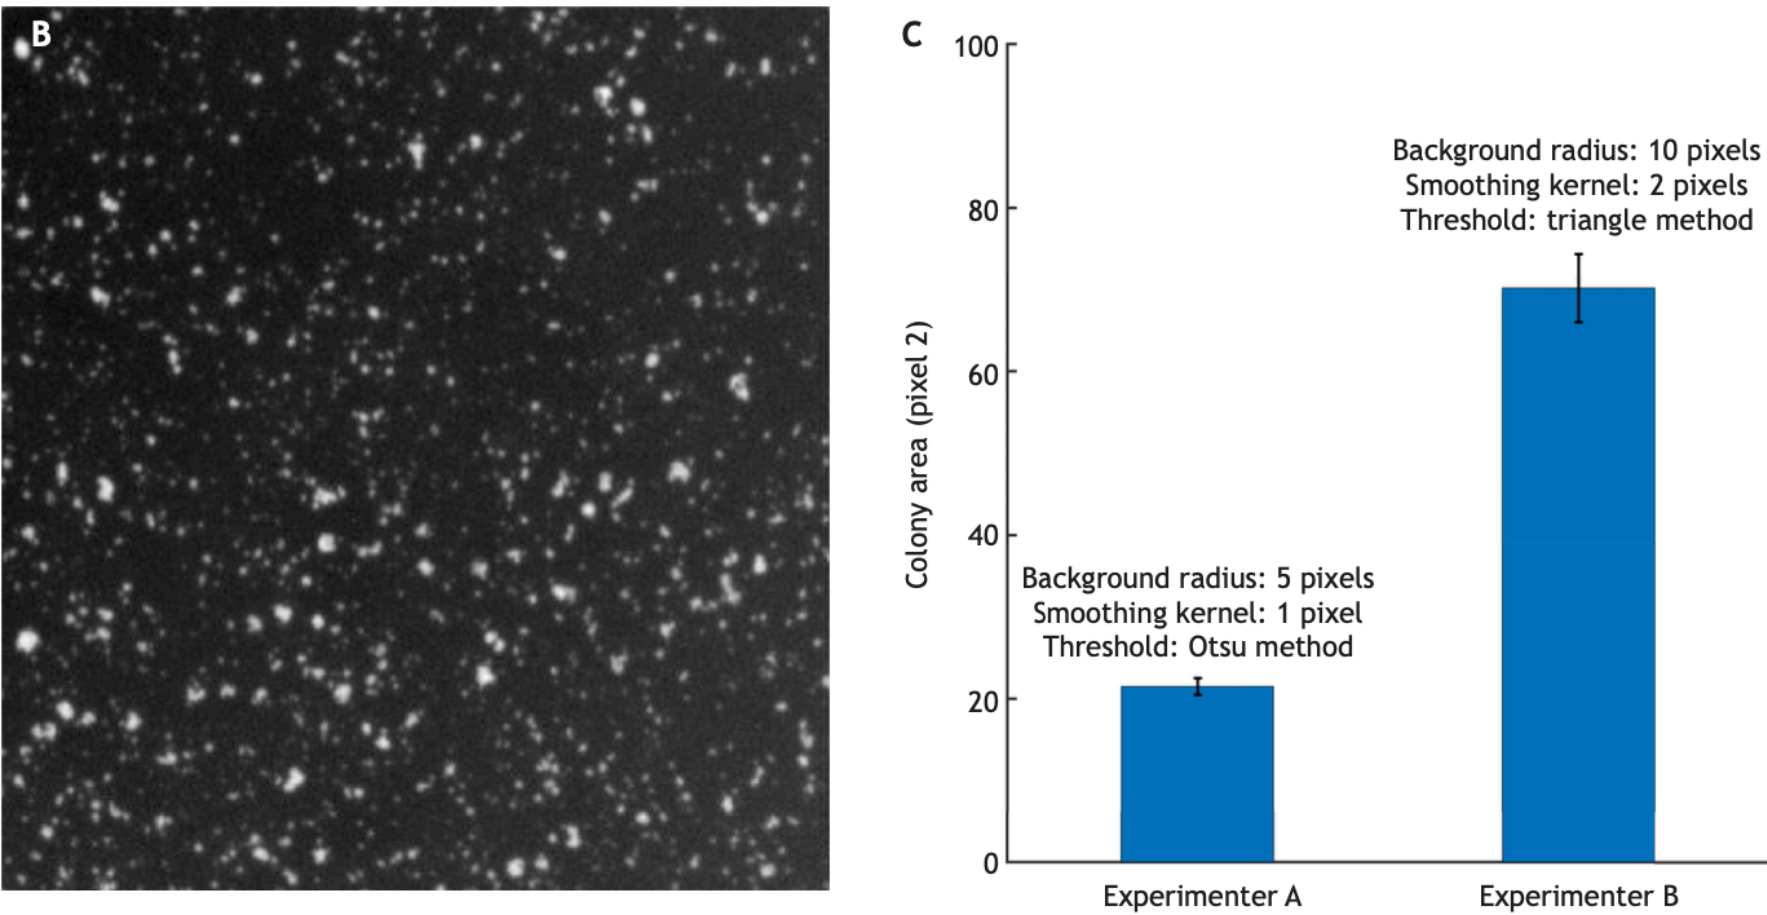 B
C
100
80
60
40
20
0
Colony area (pixel 2)
Background radius: 10 pixels
Smoothing kernel: 2 pixels
Threshold: triangle method
Background radius: 5 pixels
Smoothing kernel: 1 pixel
Threshold: Otsu method
Experimenter A
Experimenter B